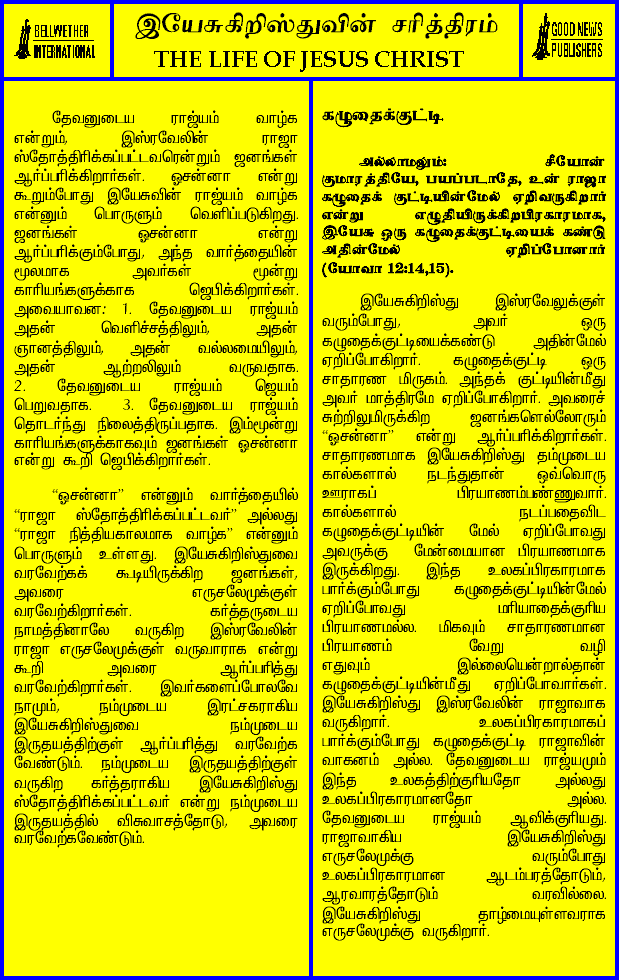 BELLWETHER
INTERNATIONAL
இயேசுகிறிஸ்துவின் சரித்திரம்
THE LIFE OF JESUS CHRIST
GOOD NEWS
PUBLISHERS
தேவனுடைய ராஜ்யம் வாழ்க
என்றும், இஸ்ரவேலின் ராஜா
ஸ்தோத்திரிக்கப்பட்டவரென்றும் ஜனங்கள்
ஆர்ப்பரிக்கிறார்கள். ஓசன்னா என்று
கூறும்போது இயேசுவின் ராஜ்யம் வாழ்க
என்னும் பொருளும் வெளிப்படுகிறது.
ஜனங்கள் ஓசன்னா என்று
ஆர்ப்பரிக்கும்போது, அந்த வார்த்தையின்
மூலமாக அவர்கள் மூன்று
காரியங்களுக்காக ஜெபிக்கிறார்கள்.
அவையாவன: 1. தேவனுடைய ராஜ்யம்
அதன் வெளிச்சத்திலும், அதன்
ஞானத்திலும், அதன் வல்லமையிலும்,
அதன் ஆற்றலிலும் வருவதாக.
2. தேவனுடைய ராஜ்யம் ஜெயம்
பெறுவதாக. 3. தேவனுடைய ராஜ்யம்
தொடர்ந்து நிலைத்திருப்பதாக. இம்மூன்று
காரியங்களுக்காகவும் ஜனங்கள் ஓசன்னா
என்று கூறி ஜெபிக்கிறார்கள்.
“ஓசன்னா” என்னும் வார்த்தையில்
“ராஜா ஸ்தோத்திரிக்கப்பட்டவர்” அல்லது
“ராஜா நித்தியகாலமாக வாழ்க” என்னும்
பொருளும் உள்ளது. இயேசுகிறிஸ்துவை
வரவேற்கக் கூடியிருக்கிற ஜனங்கள்,
அவரை எருசலேமுக்குள்
வரவேற்கிறார்கள். கர்த்தருடைய
நாமத்தினாலே வருகிற இஸ்ரவேலின்
ராஜா எருசலேமுக்குள் வருவாராக என்று
கூறி அவரை ஆர்ப்பரித்து
வரவேற்கிறார்கள். இவர்களைப்போலவே
நாமும், நம்முடைய இரட்சகராகிய
இயேசுகிறிஸ்துவை நம்முடைய
இருதயத்திற்குள் ஆர்ப்பரித்து வரவேற்க
வேண்டும். நம்முடைய இருதயத்திற்குள்
வருகிற கர்த்தராகிய இயேசுகிறிஸ்து
ஸ்தோத்திரிக்கப்பட்டவர் என்று நம்முடைய
இருதயத்தில் விசுவாசத்தோடு, அவரை
வரவேற்கவேண்டும்.
கழுதைக்குட்டி.
அல்லாமலும்: சீயோன்
குமாரத்தியே, பயப்படாதே, உன் ராஜா
கழுதைக் குட்டியின்மேல் ஏறிவருகிறார்
என்று எழுதியிருக்கிறபிரகாரமாக,
இயேசு ஒரு கழுதைக்குட்டியைக் கண்டு
அதின்மேல் ஏறிப்போனார்
(யோவா 12:14,15).
இயேசுகிறிஸ்து இஸ்ரவேலுக்குள்
வரும்போது, அவர் ஒரு
கழுதைக்குட்டியைக்கண்டு அதின்மேல்
ஏறிப்போகிறார். கழுதைக்குட்டி ஒரு
சாதாரண மிருகம். அந்தக் குட்டியின்மீது
அவர் மாத்திரமே ஏறிப்போகிறார். அவரைச்
சுற்றிலுமிருக்கிற ஜனங்களெல்லோரும்
“ஓசன்னா” என்று ஆர்பரிக்கிறார்கள்.
சாதாரணமாக இயேசுகிறிஸ்து தம்முடைய
கால்களால் நடந்துதான் ஒவ்வொரு
ஊராகப் பிரயாணம்பண்ணுவார்.
கால்களால் நடப்பதைவிட
கழுதைக்குட்டியின் மேல் ஏறிப்போவது
அவருக்கு மேன்மையான பிரயாணமாக
இருக்கிறது. இந்த உலகப்பிரகாரமாக
பார்க்கும்போது கழுதைக்குட்டியின்மேல்
ஏறிப்போவது மரியாதைக்குரிய
பிரயாணமல்ல. மிகவும் சாதாரணமான
பிரயாணம் வேறு வழி
எதுவும் இல்லையென்றால்தான்
கழுதைக்குட்டியின்மீது ஏறிப்போவார்கள்.
இயேசுகிறிஸ்து இஸ்ரவேலின் ராஜாவாக
வருகிறார். உலகப்பிரகாரமாகப்
பார்க்கும்போது கழுதைக்குட்டி ராஜாவின்
வாகனம் அல்ல. தேவனுடைய ராஜ்யமும்
இந்த உலகத்திற்குரியதோ அல்லது
உலகப்பிரகாரமானதோ அல்ல.
தேவனுடைய ராஜ்யம் ஆவிக்குரியது.
ராஜாவாகிய இயேசுகிறிஸ்து
எருசலேமுக்கு வரும்போது
உலகப்பிரகாரமான ஆடம்பரத்தோடும்,
ஆரவாரத்தோடும் வரவில்லை.
இயேசுகிறிஸ்து தாழ்மையுள்ளவராக
எருசலேமுக்கு வருகிறார்.